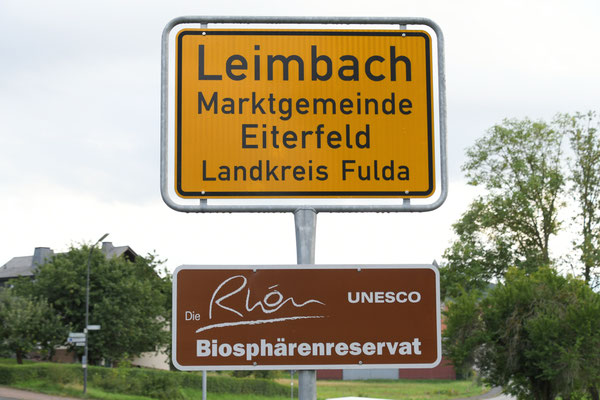 Leimbach
Marktgemeinde
Eiterfeld
Landkreis Fulda
Die Rhön UNESCO
Biosphärenreservat